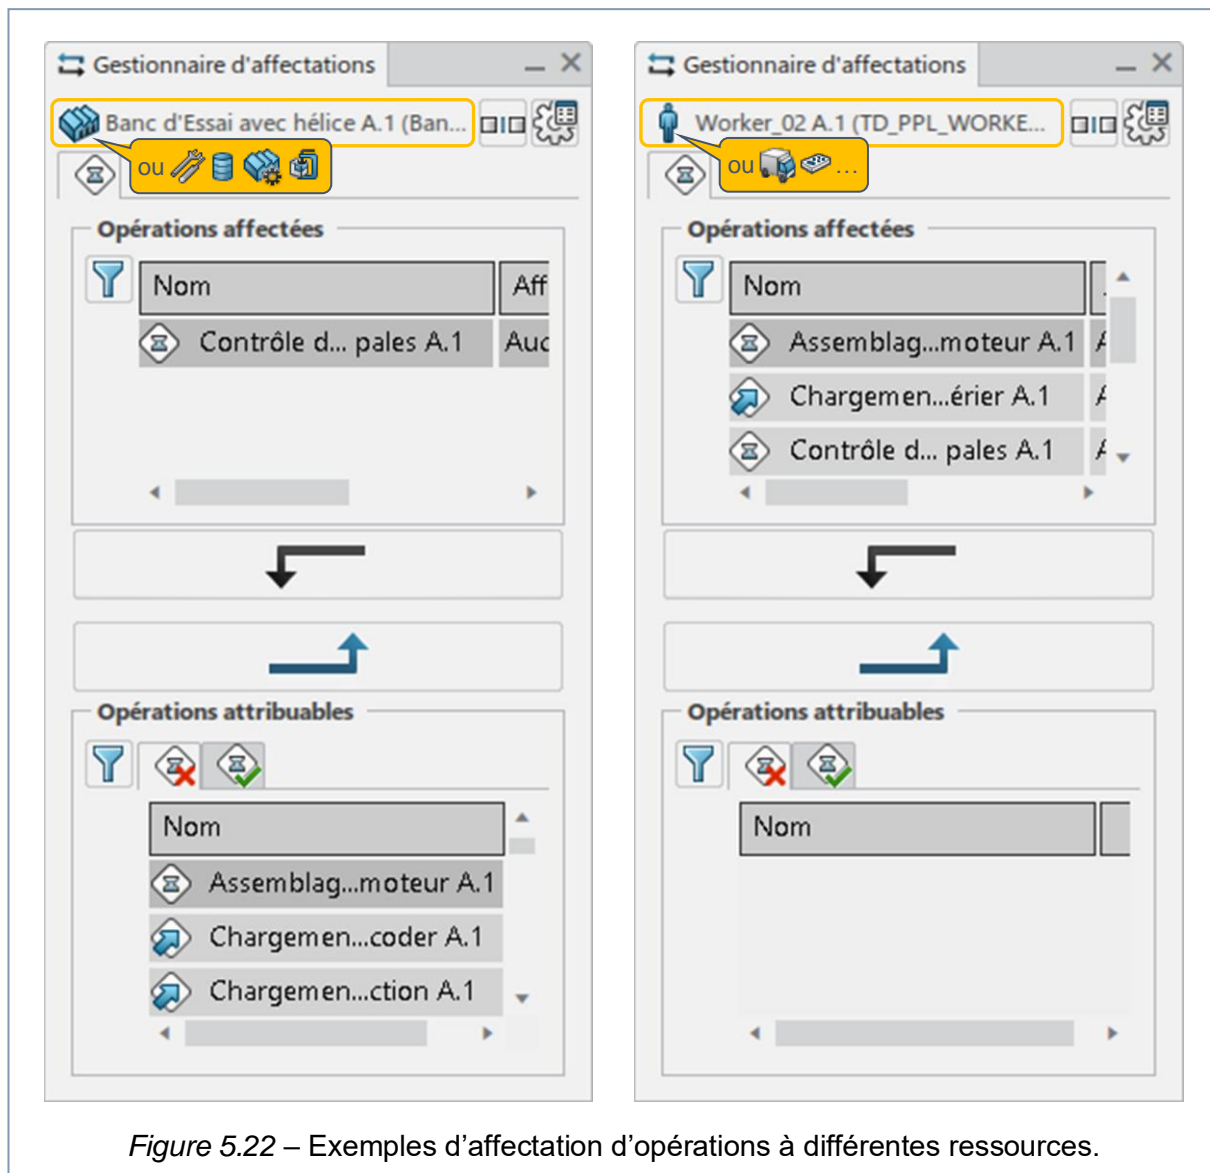 Gestionnaire d'affectations
Banc d'Essai avec hélice A.1 (Ban...
ou
Opérations affectées
Nom
Aff
Contrôle d... pales A.1
Auc
Opérations attribuables
Nom
Assemblag...moteur A.1
Chargemen...coder A.1
Chargemen...ction A.1
Gestionnaire d'affectations
Worker_02 A.1 (TD_PPL_WORKE...
ou ...
Opérations affectées
Nom
Assemblag...moteur A.1
Chargemen...érier A.1
Contrôle d... pales A.1
Opérations attribuables
Nom
Figure 5.22 – Exemples d’affectation d’opérations à différentes ressources.